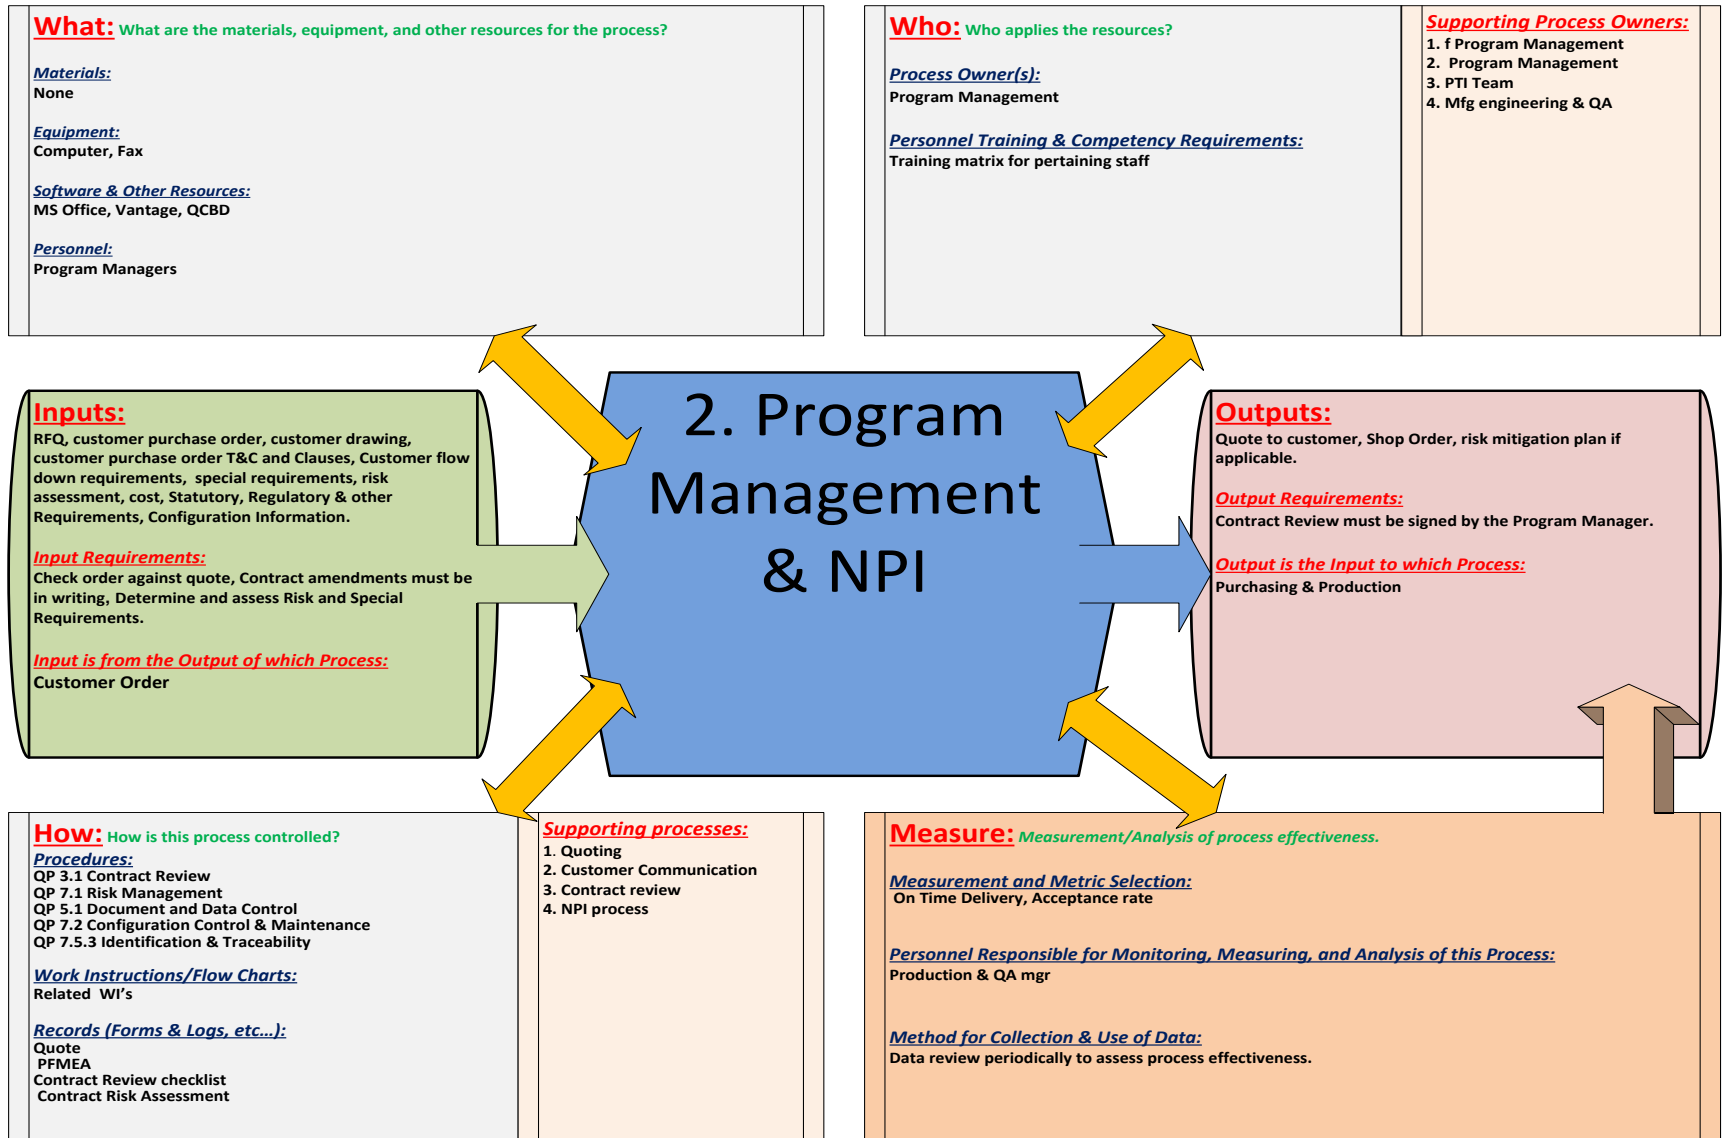 What: What are the materials, equipment, and other resources for the process?
Materials:
None
Equipment:
Computer, Fax
Software & Other Resources:
MS Office, Vantage, QCBD
Personnel:
Program Managers
Who: Who applies the resources?
Process Owner(s):
Program Management
Personnel Training & Competency Requirements:
Training matrix for pertaining staff
Supporting Process Owners:
1. f Program Management
2.  Program Management
3. PTI Team
4. Mfg engineering & QA
Inputs:
RFQ, customer purchase order, customer drawing,
customer purchase order T&C and Clauses, Customer flow
down requirements,  special requirements, risk
assessment, cost, Statutory, Regulatory & other
Requirements, Configuration Information.
Input Requirements:
Check order against quote, Contract amendments must be
in writing, Determine and assess Risk and Special
Requirements.
Input is from the Output of which Process:
Customer Order
2. Program
Management
& NPI
Outputs:
Quote to customer, Shop Order, risk mitigation plan if
applicable.
Output Requirements:
Contract Review must be signed by the Program Manager.
Output is the Input to which Process:
Purchasing & Production
How: How is this process controlled?
Procedures:
QP 3.1 Contract Review
QP 7.1 Risk Management
QP 5.1 Document and Data Control
QP 7.2 Configuration Control & Maintenance
QP 7.5.3 Identification & Traceability
Work Instructions/Flow Charts:
Related  WI’s
Records (Forms & Logs, etc…):
Quote
PFMEA
Contract Review checklist
Contract Risk Assessment
Supporting processes:
1. Quoting
2. Customer Communication
3. Contract review
4. NPI process
Measure: Measurement/Analysis of process effectiveness.
Measurement and Metric Selection:
On Time Delivery, Acceptance rate
Personnel Responsible for Monitoring, Measuring, and Analysis of this Process:
Production & QA mgr
Method for Collection & Use of Data:
Data review periodically to assess process effectiveness.